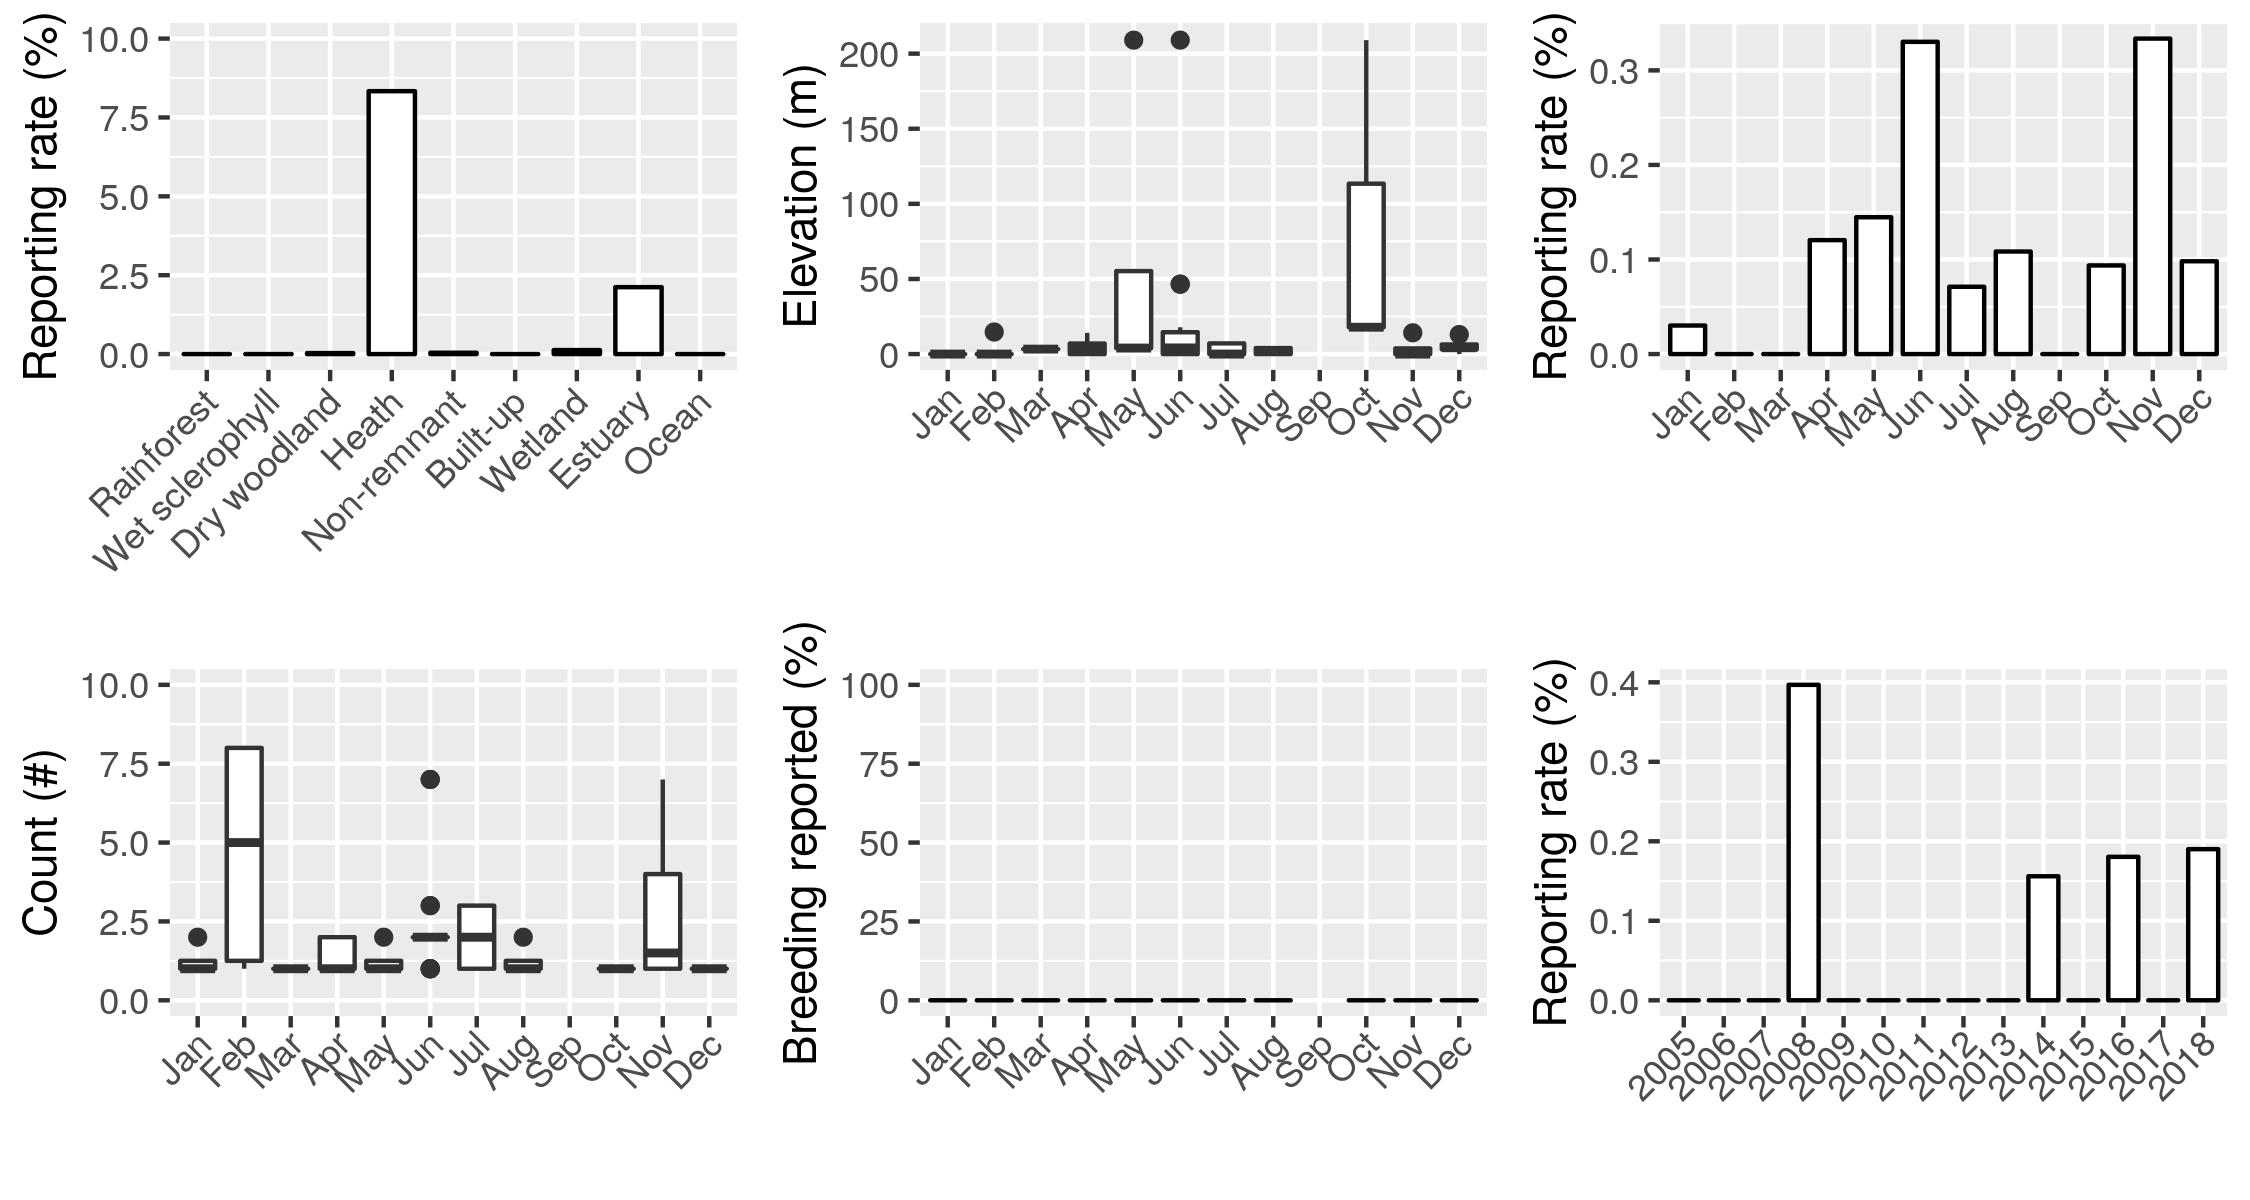 Reporting rate (%)
10.0
7.5
5.0
2.5
0.0
Rainforest
Wet sclerophyll
Dry woodland
Heath
Non-remnant
Built-up
Wetland
Estuary
Ocean
Elevation (m)
200
150
100
50
0
Jan
Feb
Mar
Apr
May
Jun
Jul
Aug
Sep
Oct
Nov
Dec
Reporting rate (%)
0.3
0.2
0.1
0.0
Jan
Feb
Mar
Apr
May
Jun
Jul
Aug
Sep
Oct
Nov
Dec
Count (#)
10.0
7.5
5.0
2.5
0.0
Jan
Feb
Mar
Apr
May
Jun
Jul
Aug
Sep
Oct
Nov
Dec
Breeding reported (%)
100
75
50
25
0
Jan
Feb
Mar
Apr
May
Jun
Jul
Aug
Sep
Oct
Nov
Dec
Reporting rate (%)
0.4
0.3
0.2
0.1
0.0
2005
2006
2007
2008
2009
2010
2011
2012
2013
2014
2015
2016
2017
2018